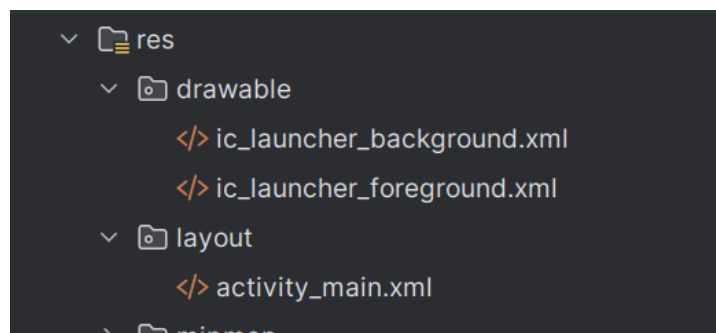 res
drawable
</> ic_launcher_background.xml
</> ic_launcher_foreground.xml
layout
</> activity_main.xml